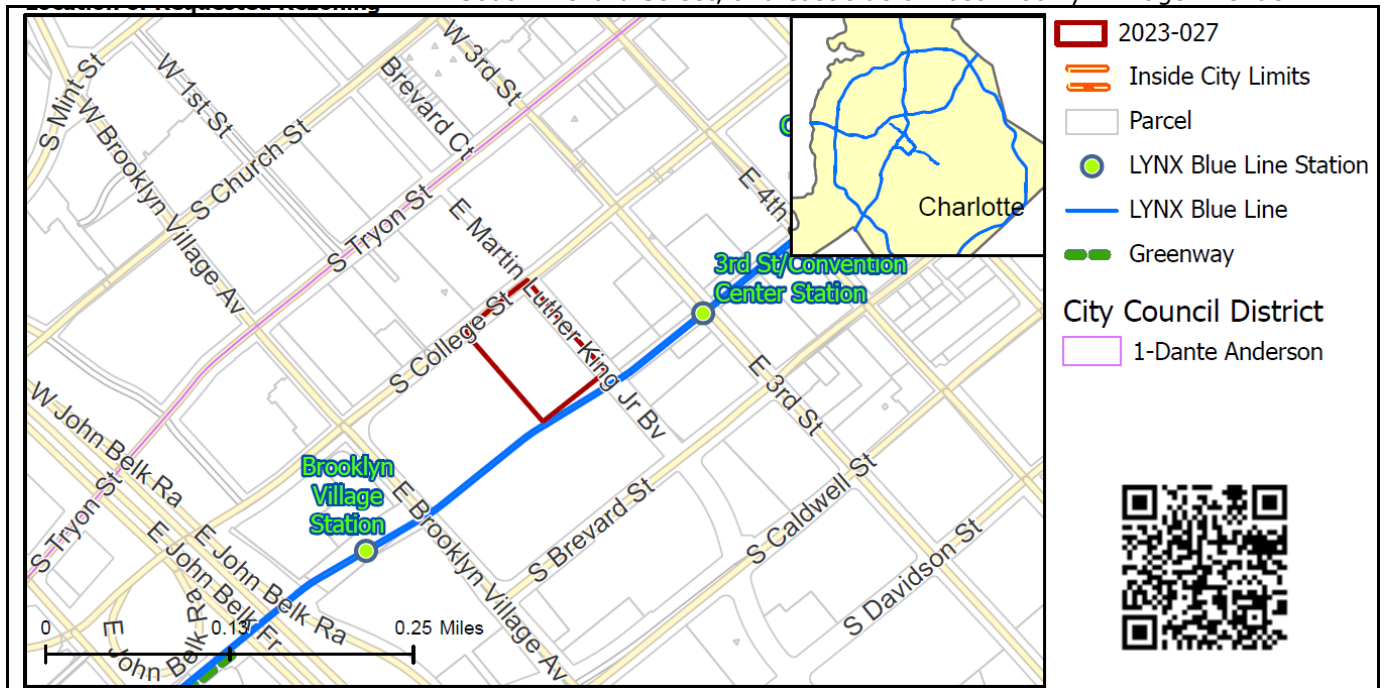 W 3rd St
2023-027
S Mint St
W 1st St
Brevard Ct
Inside City Limits
W Brooklyn Village Av
S Church St
Parcel
E 4th
LYNX Blue Line Station
S Tryon St
E Martin Luther King Jr Bv
Charlotte
LYNX Blue Line
3rd St/Convention
Center Station
Greenway
S College St
City Council District
1-Dante Anderson
E 3rd St
W John Belk Ra
Brooklyn
Village
Station
E Brooklyn Village Av
S Brevard St
S Caldwell St
S Tryon St
E John Belk Ra
E John Belk Fr
S Davidson St
E John Belk Ra
0
0.13
0.25 Miles